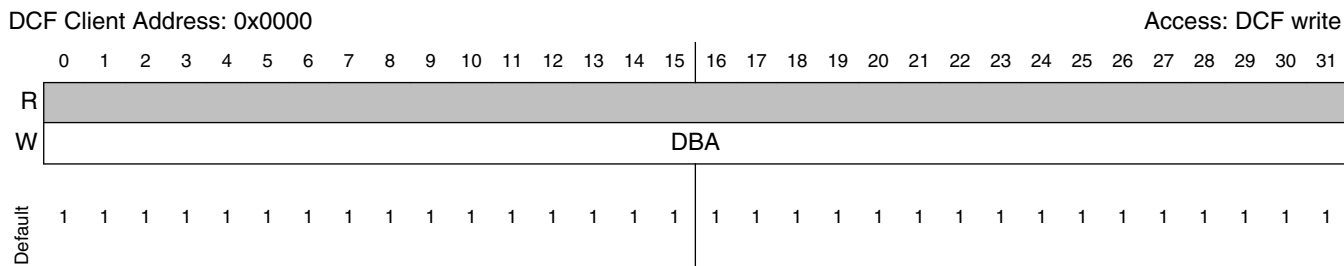 DCF Client Address: 0x0000 Access: DCF write
0 1 2 3 4 5 6 7 8 9 10 11 12 13 14 15 16 17 18 19 20 21 22 23 24 25 26 27 28 29 30 31
R
W DBA
Default 1 1 1 1 1 1 1 1 1 1 1 1 1 1 1 1 1 1 1 1 1 1 1 1 1 1 1 1 1 1 1 1